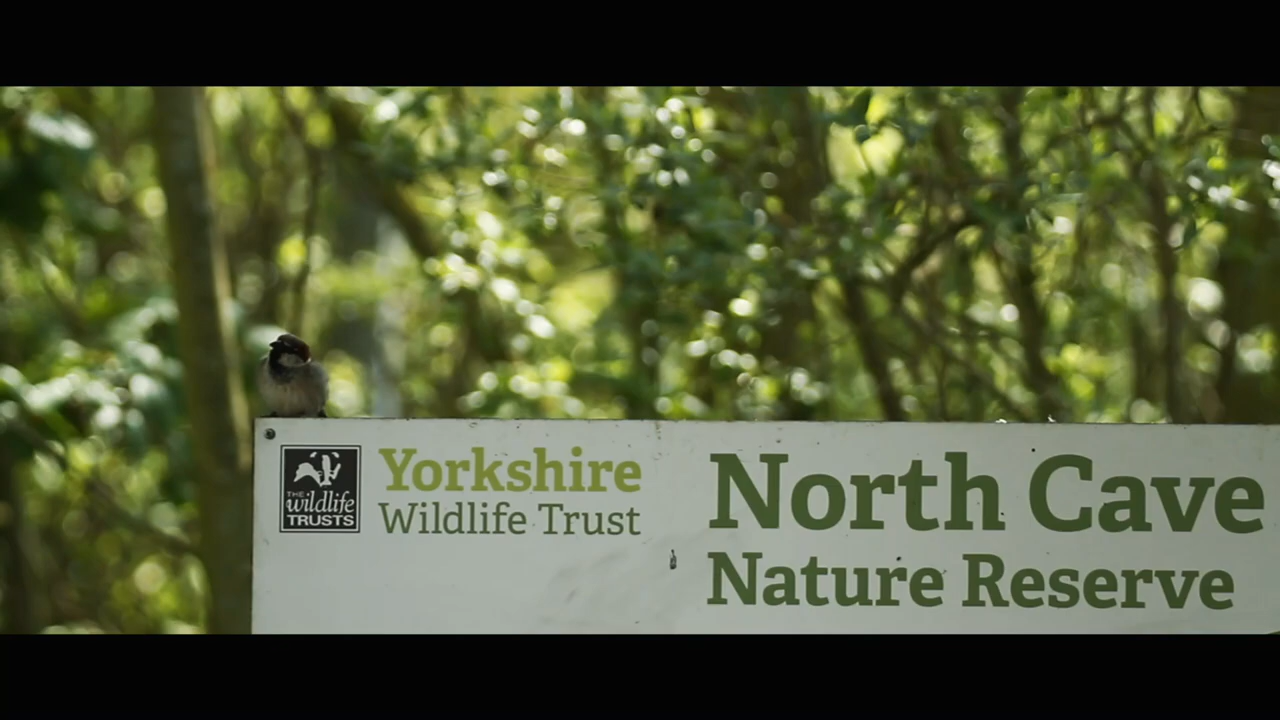 THE
wildlife
TRUSTS
Yorkshire
Wildlife Trust
North Cave
Nature Reserve